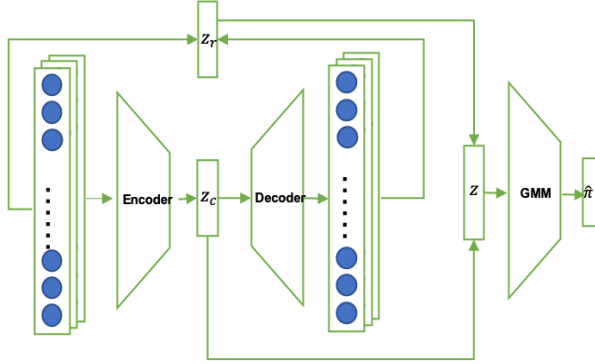 Z_r
Encoder
Z_c
Decoder
Z
GMM
π̂